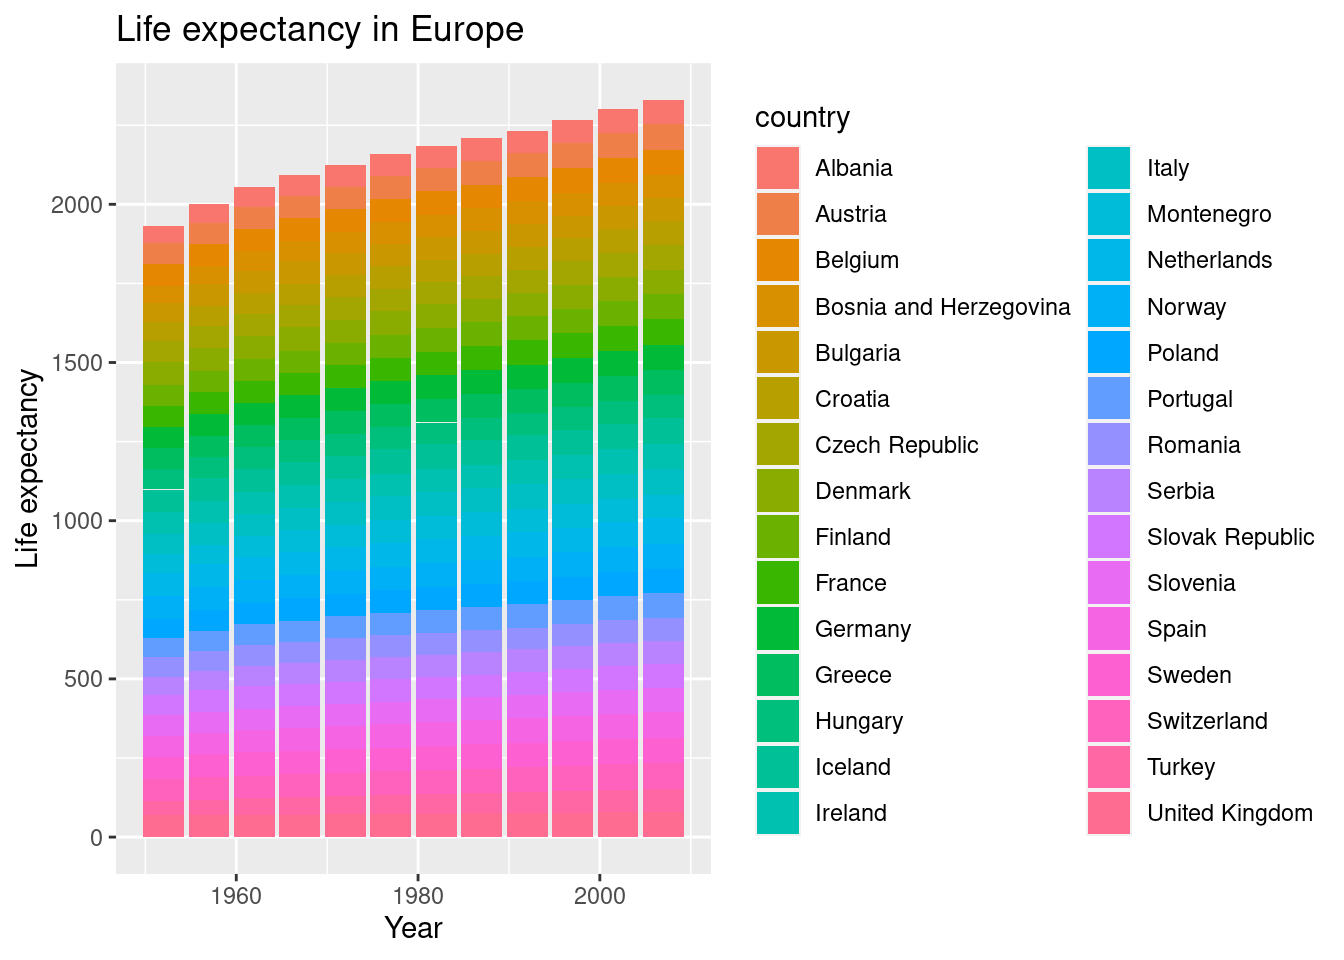 Life expectancy in Europe
Life expectancy
2000
1500
1000
500
0
1960
1980
2000
Year
country
Albania
Austria
Belgium
Bosnia and Herzegovina
Bulgaria
Croatia
Czech Republic
Denmark
Finland
France
Germany
Greece
Hungary
Iceland
Ireland
Italy
Montenegro
Netherlands
Norway
Poland
Portugal
Romania
Serbia
Slovak Republic
Slovenia
Spain
Sweden
Switzerland
Turkey
United Kingdom